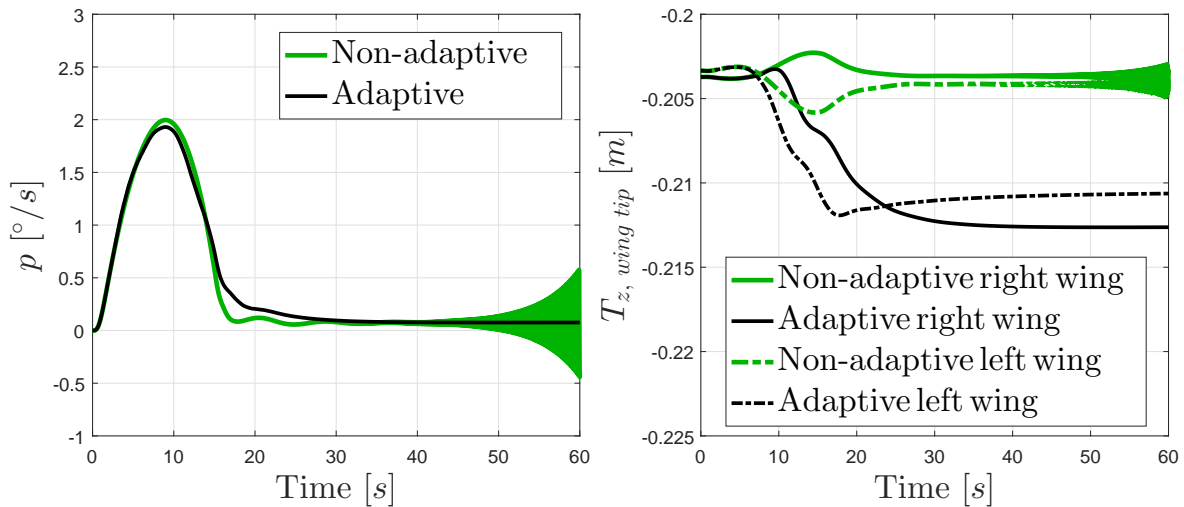 3
2.5
2
1.5
1
0.5
0
-0.5
-1
p [°/s]
Non-adaptive
Adaptive
0 10 20 30 40 50 60
Time [s]
-0.2
-0.205
-0.21
-0.215
-0.22
-0.225
T_{z, wing tip} [m]
Non-adaptive right wing
Adaptive right wing
Non-adaptive left wing
Adaptive left wing
0 10 20 30 40 50 60
Time [s]